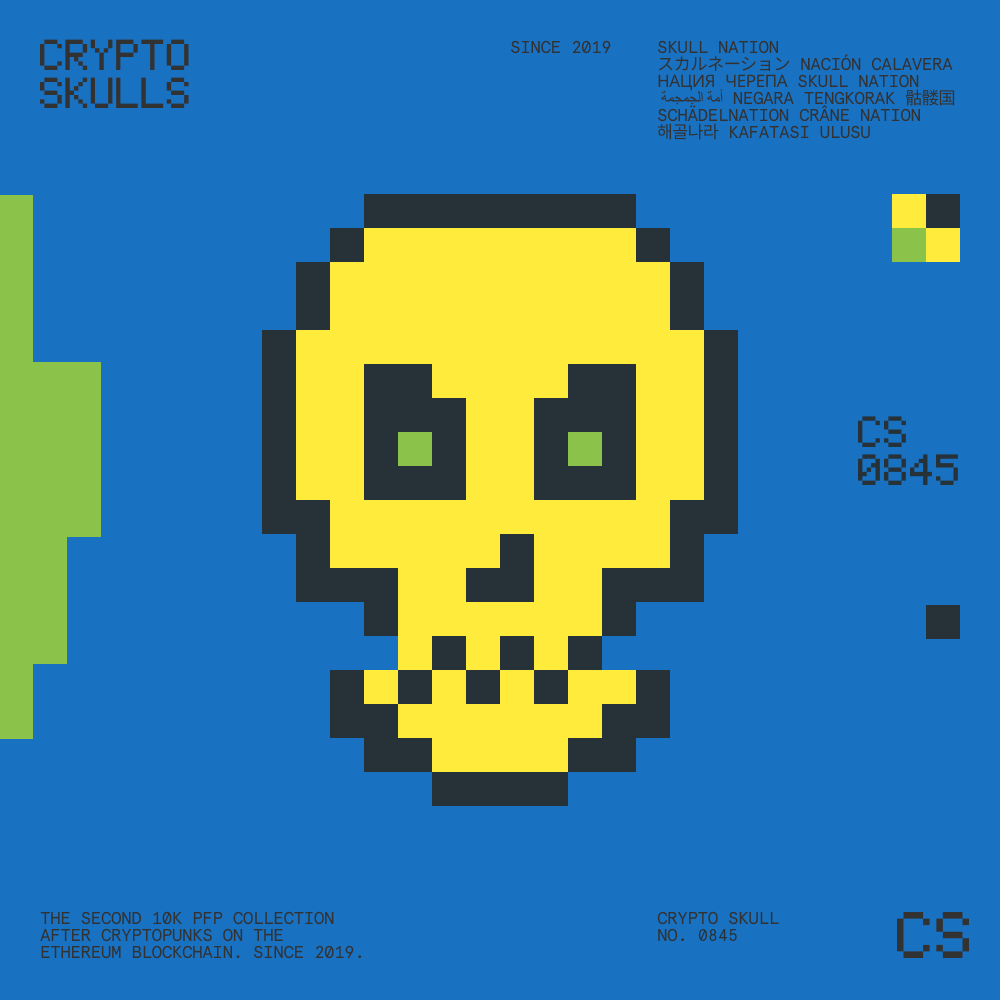 CRYPTO
SKULLS
SINCE 2019
SKULL NATION
スカルネーション NACIÓN CALAVERA
НАЦИЯ ЧЕРЕПА SKULL NATION
أمة الجمجمة NEGARA TENGKORAK 骷髅国
SCHÄDELNATION CRÂNE NATION
해골나라 KAFATASI ULUSU
CS
0845
THE SECOND 10K PFP COLLECTION
AFTER CRYPTOPUNKS ON THE
ETHEREUM BLOCKCHAIN. SINCE 2019.
CRYPTO SKULL
NO. 0845
CS